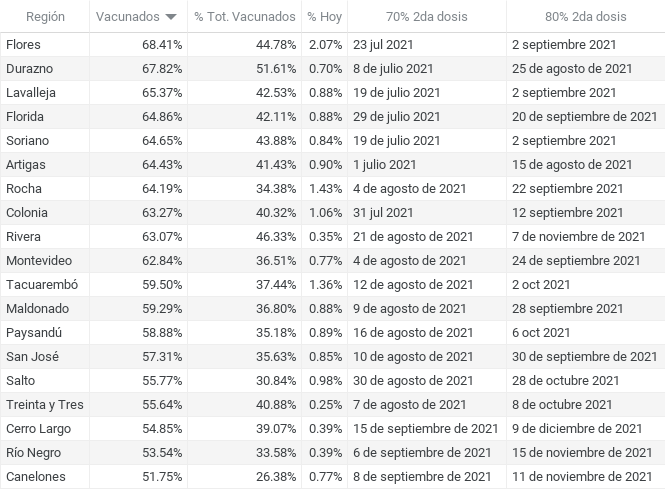 Región Vacunados % Tot. Vacunados % Hoy 70% 2da dosis 80% 2da dosis
Flores 68.41% 44.78% 2.07% 23 jul 2021 2 septiembre 2021
Durazno 67.82% 51.61% 0.70% 8 de julio 2021 25 de agosto de 2021
Lavalleja 65.37% 42.53% 0.88% 19 de julio 2021 2 septiembre 2021
Florida 64.86% 42.11% 0.88% 29 de julio 2021 20 de septiembre de 2021
Soriano 64.65% 43.88% 0.84% 19 de julio 2021 2 septiembre 2021
Artigas 64.43% 41.43% 0.90% 1 julio 2021 15 de agosto de 2021
Rocha 64.19% 34.38% 1.43% 4 de agosto de 2021 22 septiembre 2021
Colonia 63.27% 40.32% 1.06% 31 jul 2021 12 septiembre 2021
Rivera 63.07% 46.33% 0.35% 21 de agosto de 2021 7 de noviembre de 2021
Montevideo 62.84% 36.51% 0.77% 4 de agosto de 2021 24 de septiembre 2021
Tacuarembó 59.50% 37.44% 1.36% 12 de agosto de 2021 2 oct 2021
Maldonado 59.29% 36.80% 0.88% 9 de agosto de 2021 28 septiembre 2021
Paysandú 58.88% 35.18% 0.89% 16 de agosto de 2021 6 oct 2021
San José 57.31% 35.63% 0.85% 10 de agosto de 2021 30 de septiembre de 2021
Salto 55.77% 30.84% 0.98% 30 de agosto de 2021 28 de octubre 2021
Treinta y Tres 55.64% 40.88% 0.25% 7 de agosto de 2021 8 de octubre 2021
Cerro Largo 54.85% 39.07% 0.39% 15 de septiembre de 2021 9 de diciembre de 2021
Río Negro 53.54% 33.58% 0.39% 6 de septiembre de 2021 15 de noviembre de 2021
Canelones 51.75% 26.38% 0.77% 8 de septiembre de 2021 11 de noviembre de 2021